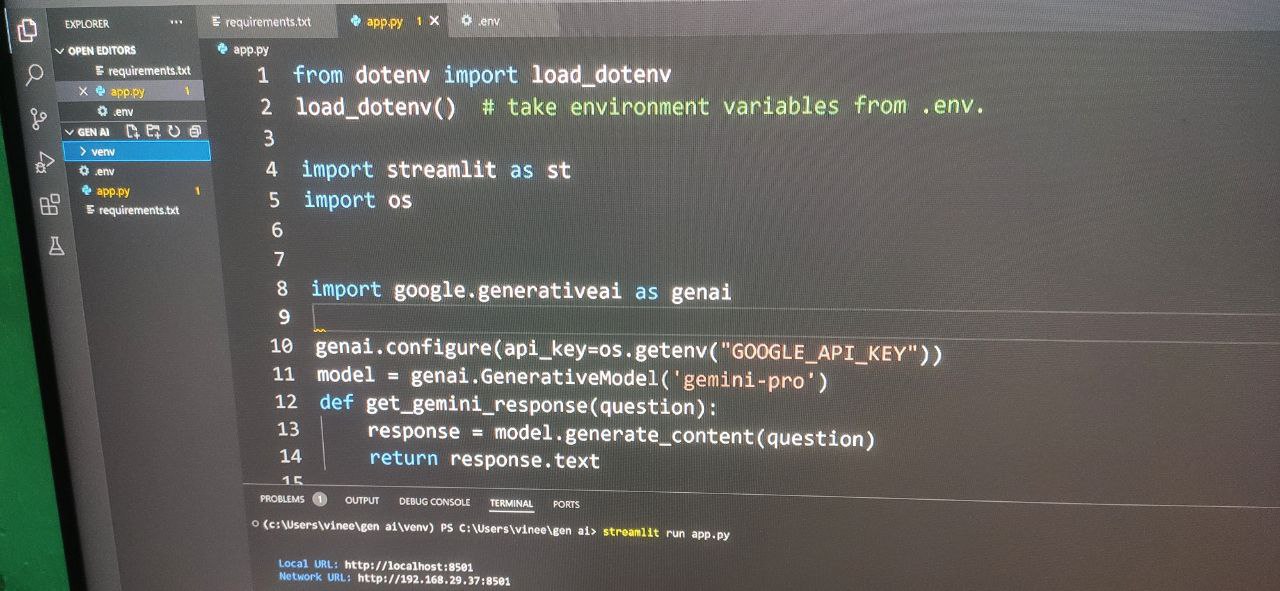 EXPLORER
...
requirements.txt
app.py 1 X
.env
OPEN EDITORS
requirements.txt
X app.py 1
.env
GEN AI
> venv
.env
app.py 1
requirements.txt
app.py
1 from dotenv import load_dotenv
2 load_dotenv() # take environment variables from .env.
3
4 import streamlit as st
5 import os
6
7
8 import google.generativeai as genai
9
10 genai.configure(api_key=os.getenv("GOOGLE_API_KEY"))
11 model = genai.GenerativeModel('gemini-pro')
12 def get_gemini_response(question):
13 response = model.generate_content(question)
14 return response.text
15
PROBLEMS 1 OUTPUT DEBUG CONSOLE TERMINAL PORTS
(c:\Users\vinee\gen ai\venv) PS C:\Users\vinee\gen ai> streamlit run app.py
Local URL: http://localhost:8501
Network URL: http://192.168.29.37:8501